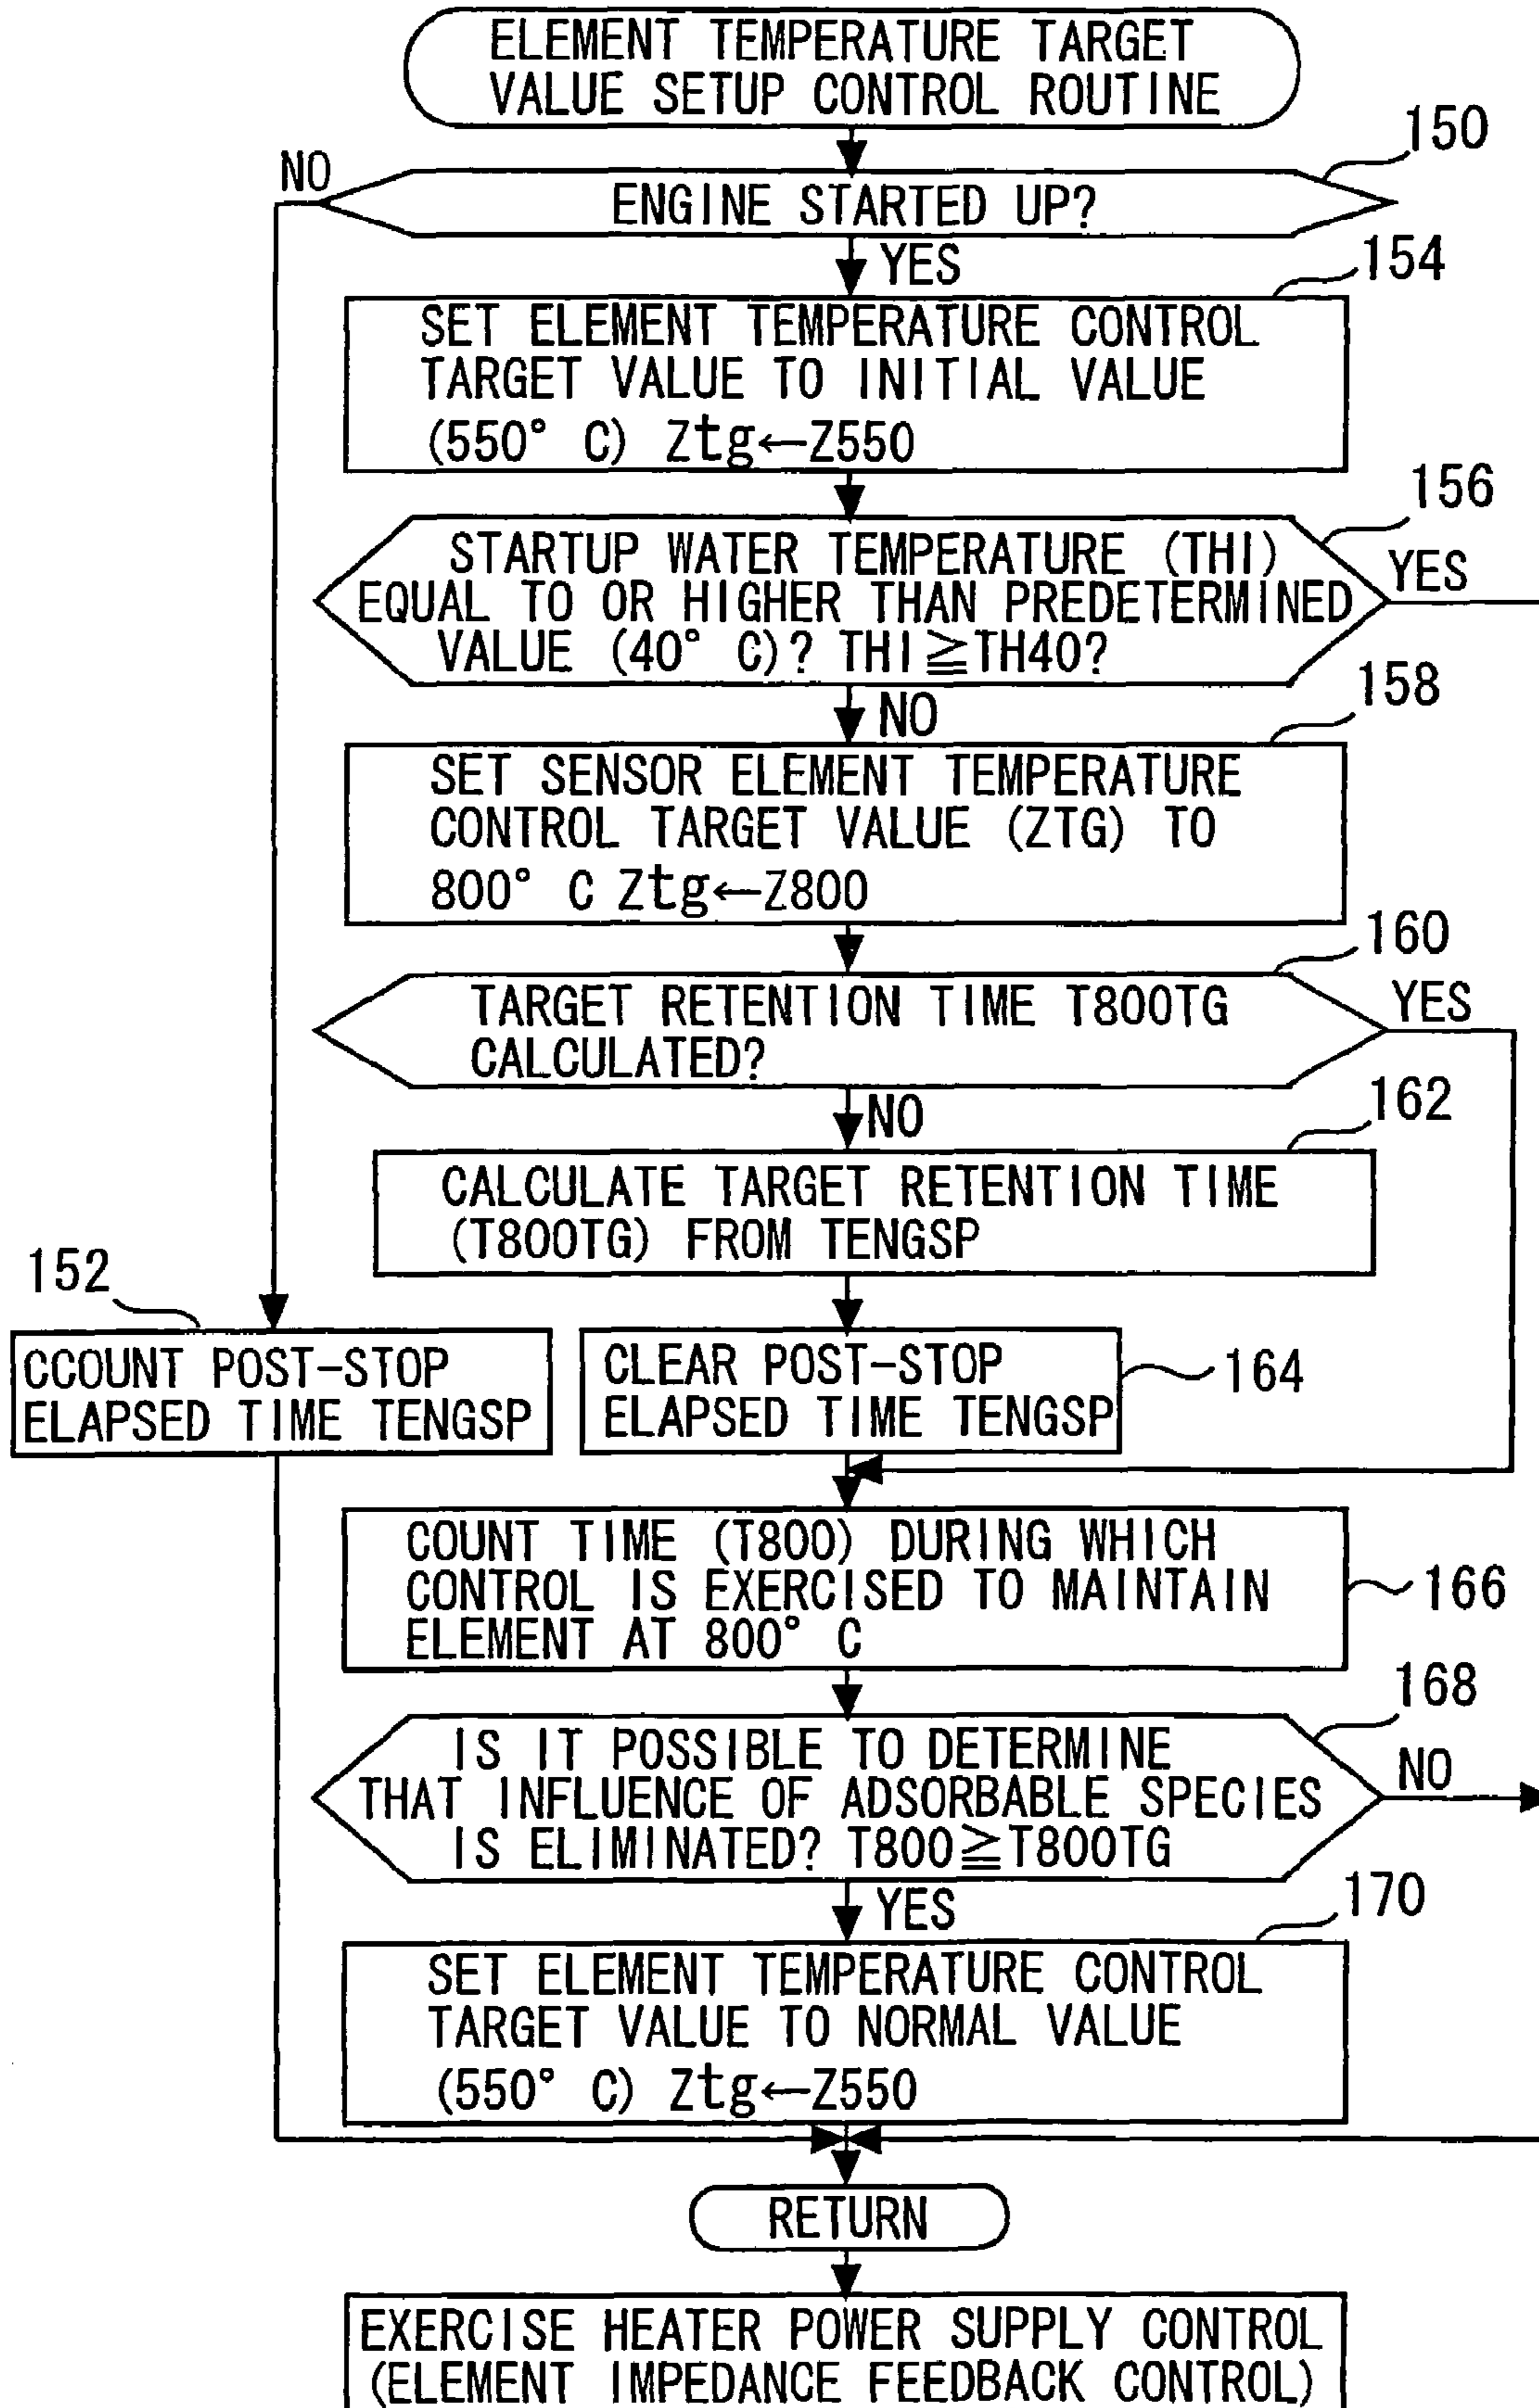 ELEMENT TEMPERATURE TARGET
VALUE SETUP CONTROL ROUTINE
150
NO
ENGINE STARTED UP?
YES
154
SET ELEMENT TEMPERATURE CONTROL
TARGET VALUE TO INITIAL VALUE
(550° C) Ztg←Z550
156
STARTUP WATER TEMPERATURE (THI)
EQUAL TO OR HIGHER THAN PREDETERMINED
VALUE (40° C)? THI≧TH40?
YES
NO
158
SET SENSOR ELEMENT TEMPERATURE
CONTROL TARGET VALUE (ZTG) TO
800° C Ztg←Z800
160
TARGET RETENTION TIME T800TG
CALCULATED?
YES
NO
162
CALCULATE TARGET RETENTION TIME
(T800TG) FROM TENGSP
152
CCOUNT POST-STOP
ELAPSED TIME TENGSP
CLEAR POST-STOP
ELAPSED TIME TENGSP
164
COUNT TIME (T800) DURING WHICH
CONTROL IS EXERCISED TO MAINTAIN
ELEMENT AT 800° C
166
168
IS IT POSSIBLE TO DETERMINE
THAT INFLUENCE OF ADSORBABLE SPECIES
IS ELIMINATED? T800≧T800TG
NO
YES
170
SET ELEMENT TEMPERATURE CONTROL
TARGET VALUE TO NORMAL VALUE
(550° C) Ztg←Z550
RETURN
EXERCISE HEATER POWER SUPPLY CONTROL
(ELEMENT IMPEDANCE FEEDBACK CONTROL)